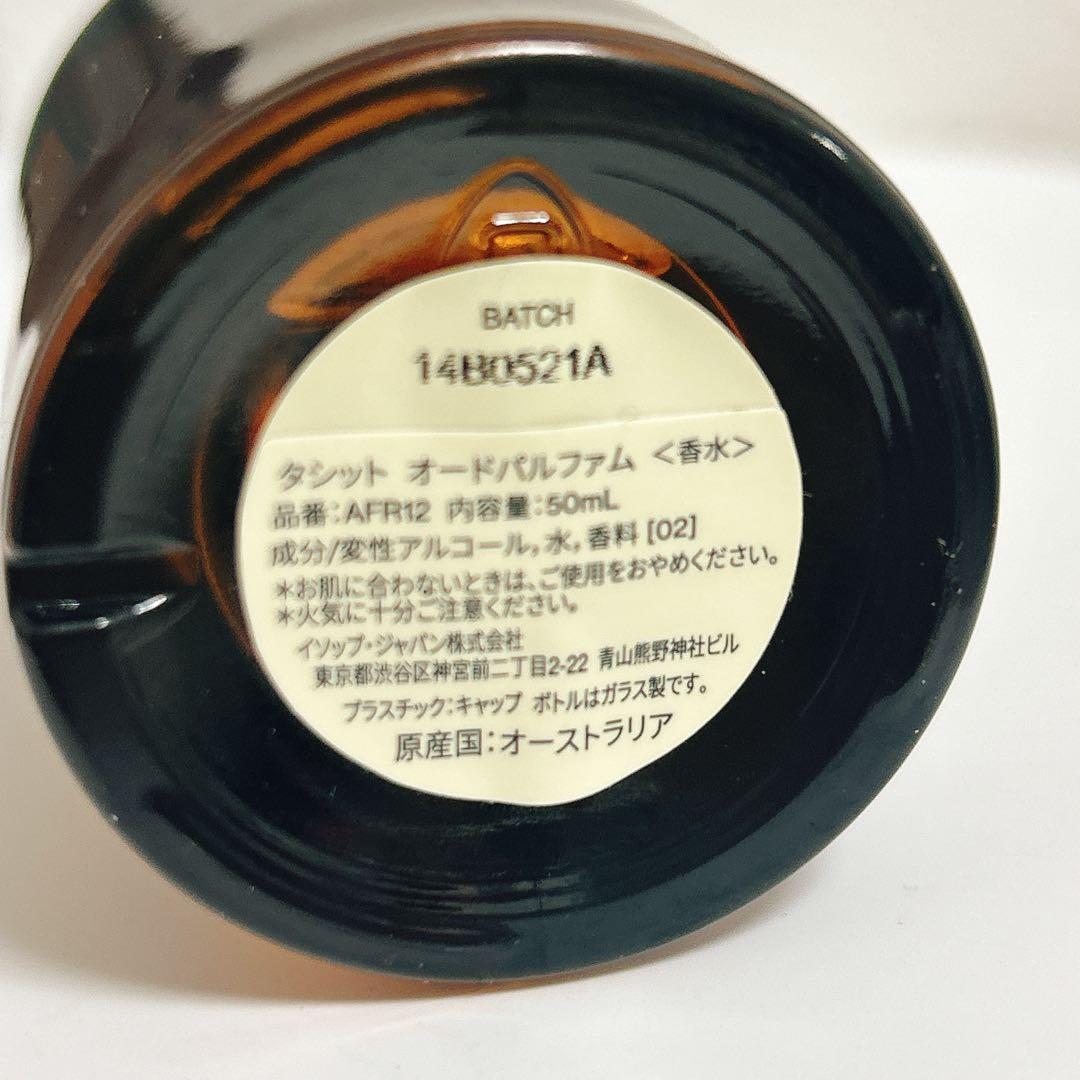 BATCH
14B0521A
タシット オードパルファム <香水>
品番:AFR12 内容量:50mL
成分/変性アルコール,水,香料 [02]
*お肌に合わないときは、ご使用をおやめください。
*火気に十分ご注意ください。
イソップ・ジャパン株式会社
東京都渋谷区神宮前二丁目2-22 青山熊野神社ビル
プラスチック:キャップ ボトルはガラス製です。
原産国:オーストラリア